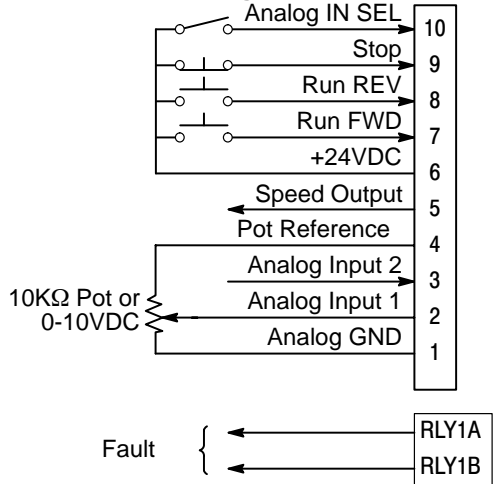 Analog IN SEL 10
Stop 9
Run REV 8
Run FWD 7
+24VDC 6
Speed Output 5
Pot Reference 4
Analog Input 2 3
10KΩ Pot or
0-10VDC
Analog Input 1 2
Analog GND 1
RLY1A
Fault
RLY1B